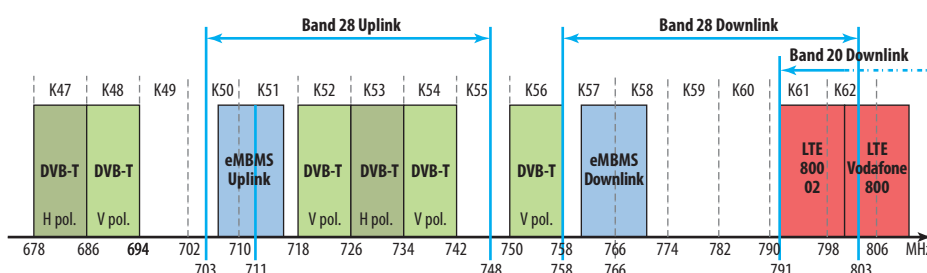 Band 28 Uplink
Band 28 Downlink
Band 20 Downlink
K47 K48 K49 K50 K51 K52 K53 K54 K55 K56 K57 K58 K59 K60 K61 K62
DVB-T
H pol.
DVB-T
V pol.
eMBMS
Uplink
DVB-T
V pol.
DVB-T
H pol.
DVB-T
V pol.
DVB-T
V pol.
eMBMS
Downlink
LTE
800
02
LTE
Vodafone
800
678 686 694 702 710 718 726 734 742 750 758 766 774 782 790 798 806 MHz
703 711 748 758 766 791 803